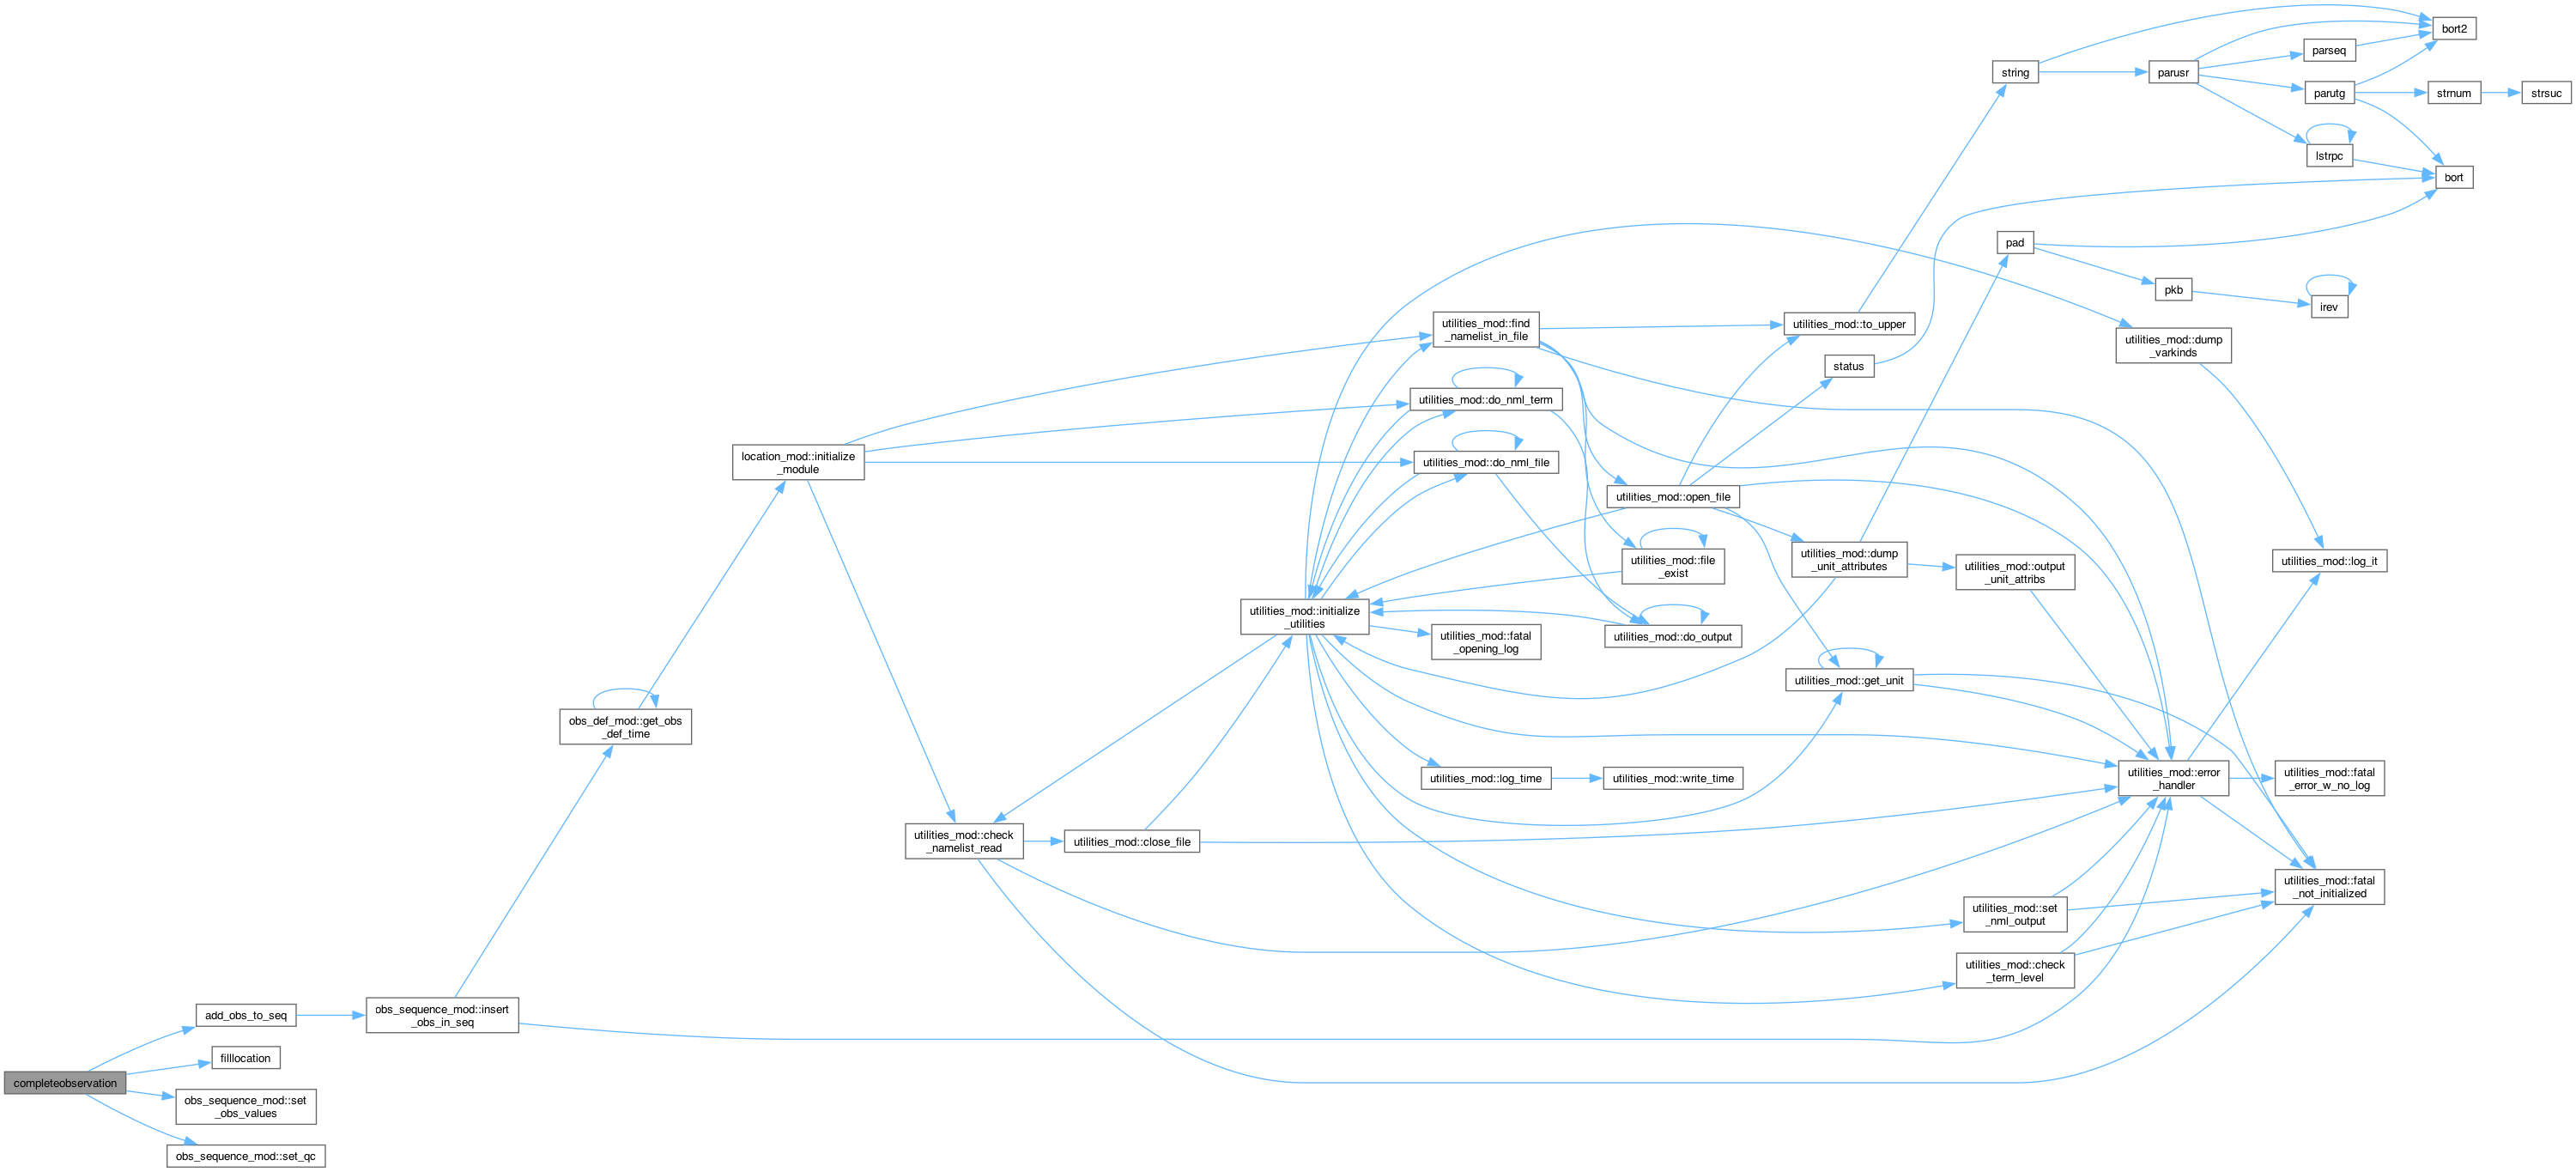 completeobservation
add_obs_to_seq
filllocation
obs_sequence_mod::set
_obs_values
obs_sequence_mod::set_qc
obs_sequence_mod::insert
_obs_in_seq
obs_def_mod::get_obs
_def_time
location_mod::initialize
_module
utilities_mod::check
_namelist_read
utilities_mod::close_file
utilities_mod::initialize
_utilities
utilities_mod::find
_namelist_in_file
utilities_mod::do_nml_term
utilities_mod::do_nml_file
utilities_mod::fatal
_opening_log
utilities_mod::log_time
utilities_mod::open_file
utilities_mod::file
_exist
utilities_mod::do_output
utilities_mod::write_time
utilities_mod::to_upper
status
utilities_mod::dump
_unit_attributes
utilities_mod::get_unit
string
pad
utilities_mod::output
_unit_attribs
utilities_mod::set
_nml_output
utilities_mod::check
_term_level
parusr
pkb
utilities_mod::dump
_varkinds
utilities_mod::error
_handler
parseq
parutg
lstrpc
irev
utilities_mod::log_it
utilities_mod::fatal
_error_w_no_log
utilities_mod::fatal
_not_initialized
bort2
strnum
bort
strsuc